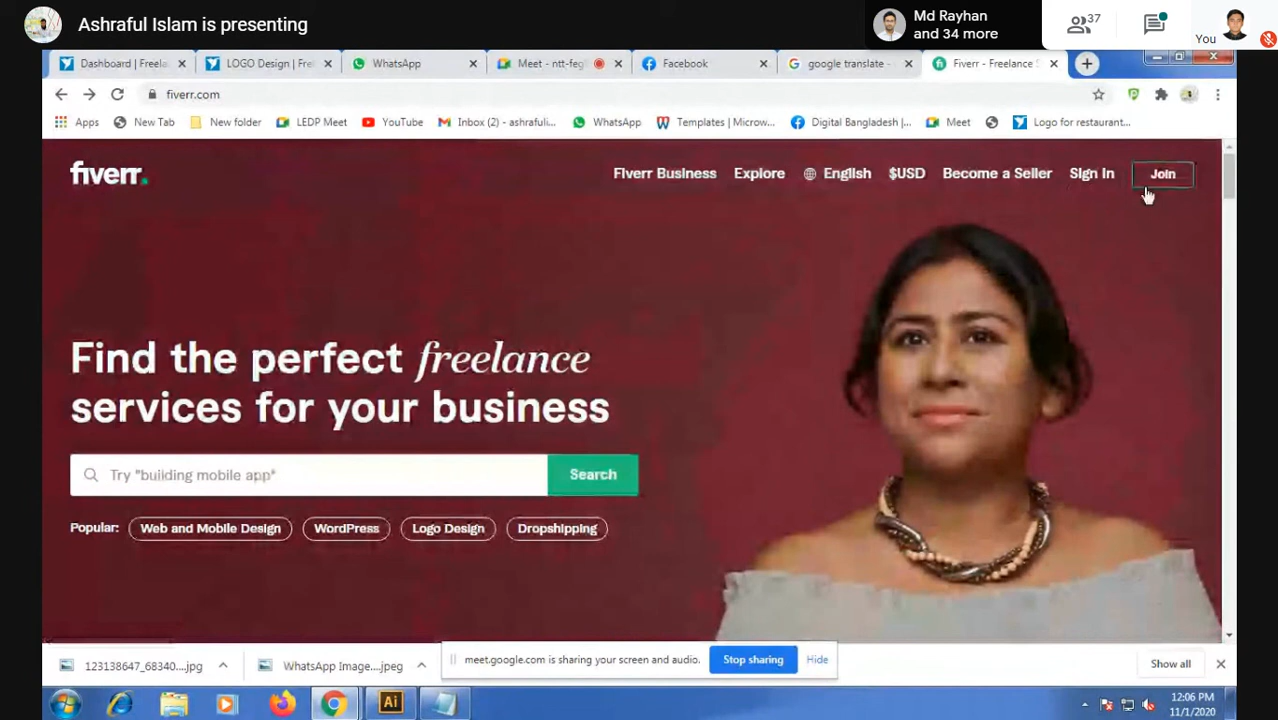 Ashraful Islam is presenting
Md Rayhan
and 34 more
37
You
Dashboard | Freela
LOGO Design | Fre
WhatsApp
Meet - ntt-feg
Facebook
google translate -
Fiverr - Freelance S
fiverr.com
Apps
New Tab
New folder
LEDP Meet
YouTube
Inbox (2) - ashrafuli...
WhatsApp
Templates | Microw...
Digital Bangladesh |...
Meet
Logo for restaurant...
fiverr.
Fiverr Business
Explore
English
$USD
Become a Seller
Sign In
Join
Find the perfect freelance
services for your business
Try "building mobile app"
Search
Popular:
Web and Mobile Design
WordPress
Logo Design
Dropshipping
123138647_68340....jpg
WhatsApp Image....jpeg
meet.google.com is sharing your screen and audio.
Stop sharing
Hide
Show all
Ai
12:06 PM
11/1/2020